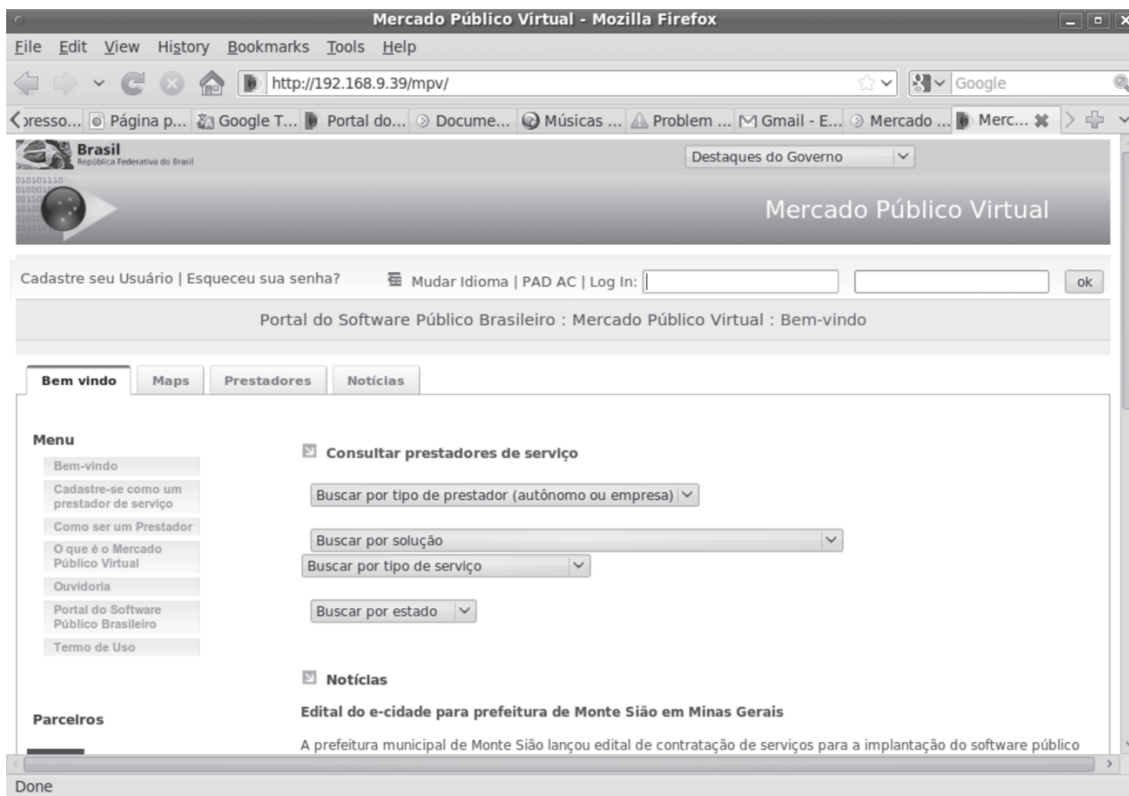 Mercado Público Virtual - Mozilla Firefox
File Edit View History Bookmarks Tools Help
http://192.168.9.39/mpv/ Google
oresso... Página p... Google T... Portal do... Docume... Músicas ... Problem ... Gmail - E... Mercado ... Merc...
Brasil
República Federativa do Brasil
Destaques do Governo
Mercado Público Virtual
Cadastre seu Usuário | Esqueceu sua senha? Mudar Idioma | PAD AC | Log In: ok
Portal do Software Público Brasileiro : Mercado Público Virtual : Bem-vindo
Bem vindo Maps Prestadores Notícias
Menu
Bem-vindo
Cadastre-se como um
prestador de serviço
Como ser um Prestador
O que é o Mercado
Público Virtual
Ouvidoria
Portal do Software
Público Brasileiro
Termo de Uso
Parceiros
Consultar prestadores de serviço
Buscar por tipo de prestador (autônomo ou empresa)
Buscar por solução
Buscar por tipo de serviço
Buscar por estado
Notícias
Edital do e-cidade para prefeitura de Monte Sião em Minas Gerais
A prefeitura municipal de Monte Sião lançou edital de contratação de serviços para a implantação do software público
Done